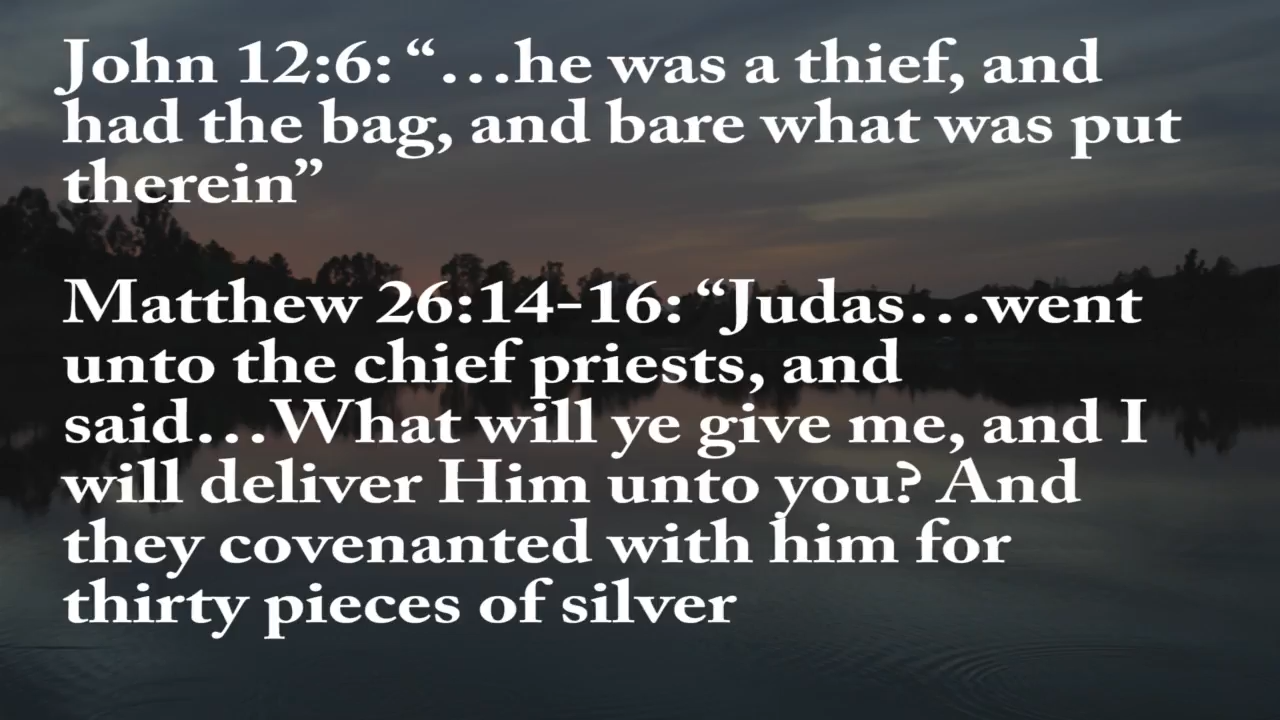 John 12:6: “…he was a thief, and
had the bag, and bare what was put
therein”
Matthew 26:14-16: “Judas…went
unto the chief priests, and
said…What will ye give me, and I
will deliver Him unto you? And
they covenanted with him for
thirty pieces of silver